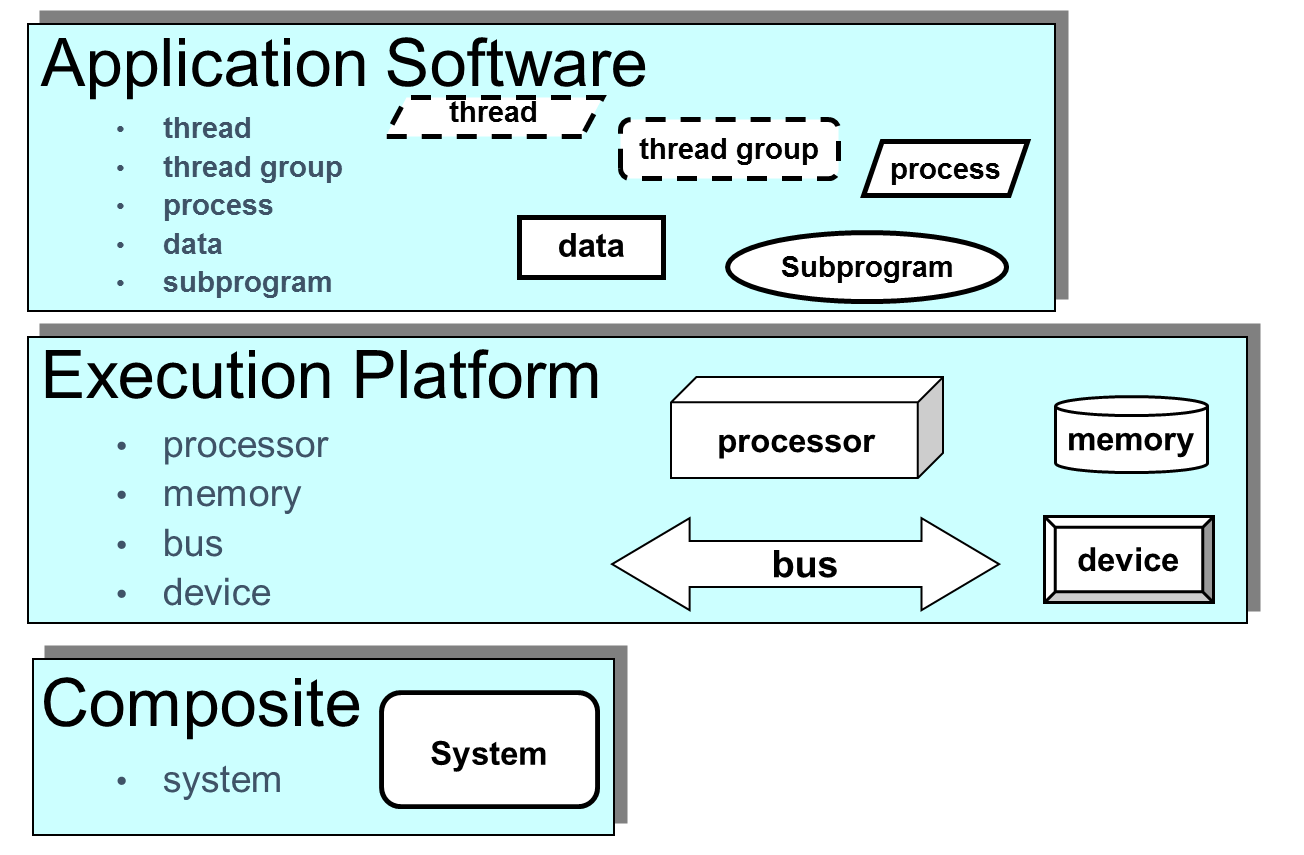 Application Software
• thread
• thread group
• process
• data
• subprogram
thread
thread group
process
data
Subprogram
Execution Platform
• processor
• memory
• bus
• device
processor
memory
bus
device
Composite
• system
System